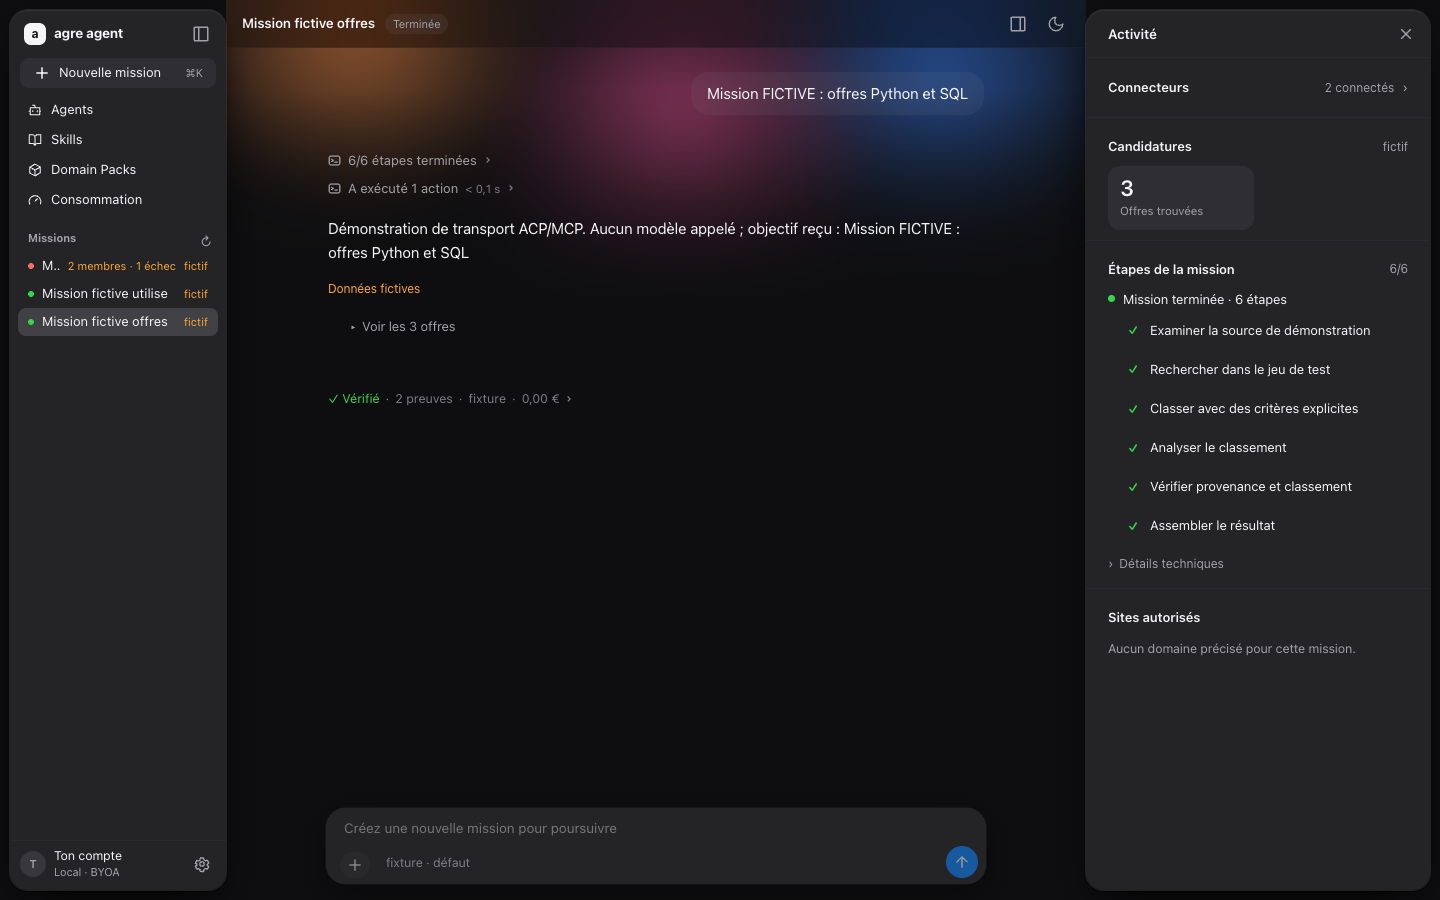 a agre agent
Nouvelle mission ⌘K
Agents
Skills
Domain Packs
Consommation
Missions
M.. 2 membres · 1 échec fictif
Mission fictive utilise fictif
Mission fictive offres fictif
T
Ton compte
Local · BYOA
Mission fictive offres Terminée
Mission FICTIVE : offres Python et SQL
6/6 étapes terminées ›
A exécuté 1 action < 0,1 s ›
Démonstration de transport ACP/MCP. Aucun modèle appelé ; objectif reçu : Mission FICTIVE :
offres Python et SQL
Données fictives
▸ Voir les 3 offres
✓ Vérifié · 2 preuves · fixture · 0,00 € ›
Créez une nouvelle mission pour poursuivre
fixture · défaut
Activité
Connecteurs 2 connectés ›
Candidatures fictif
3
Offres trouvées
Étapes de la mission 6/6
Mission terminée · 6 étapes
✓ Examiner la source de démonstration
✓ Rechercher dans le jeu de test
✓ Classer avec des critères explicites
✓ Analyser le classement
✓ Vérifier provenance et classement
✓ Assembler le résultat
› Détails techniques
Sites autorisés
Aucun domaine précisé pour cette mission.